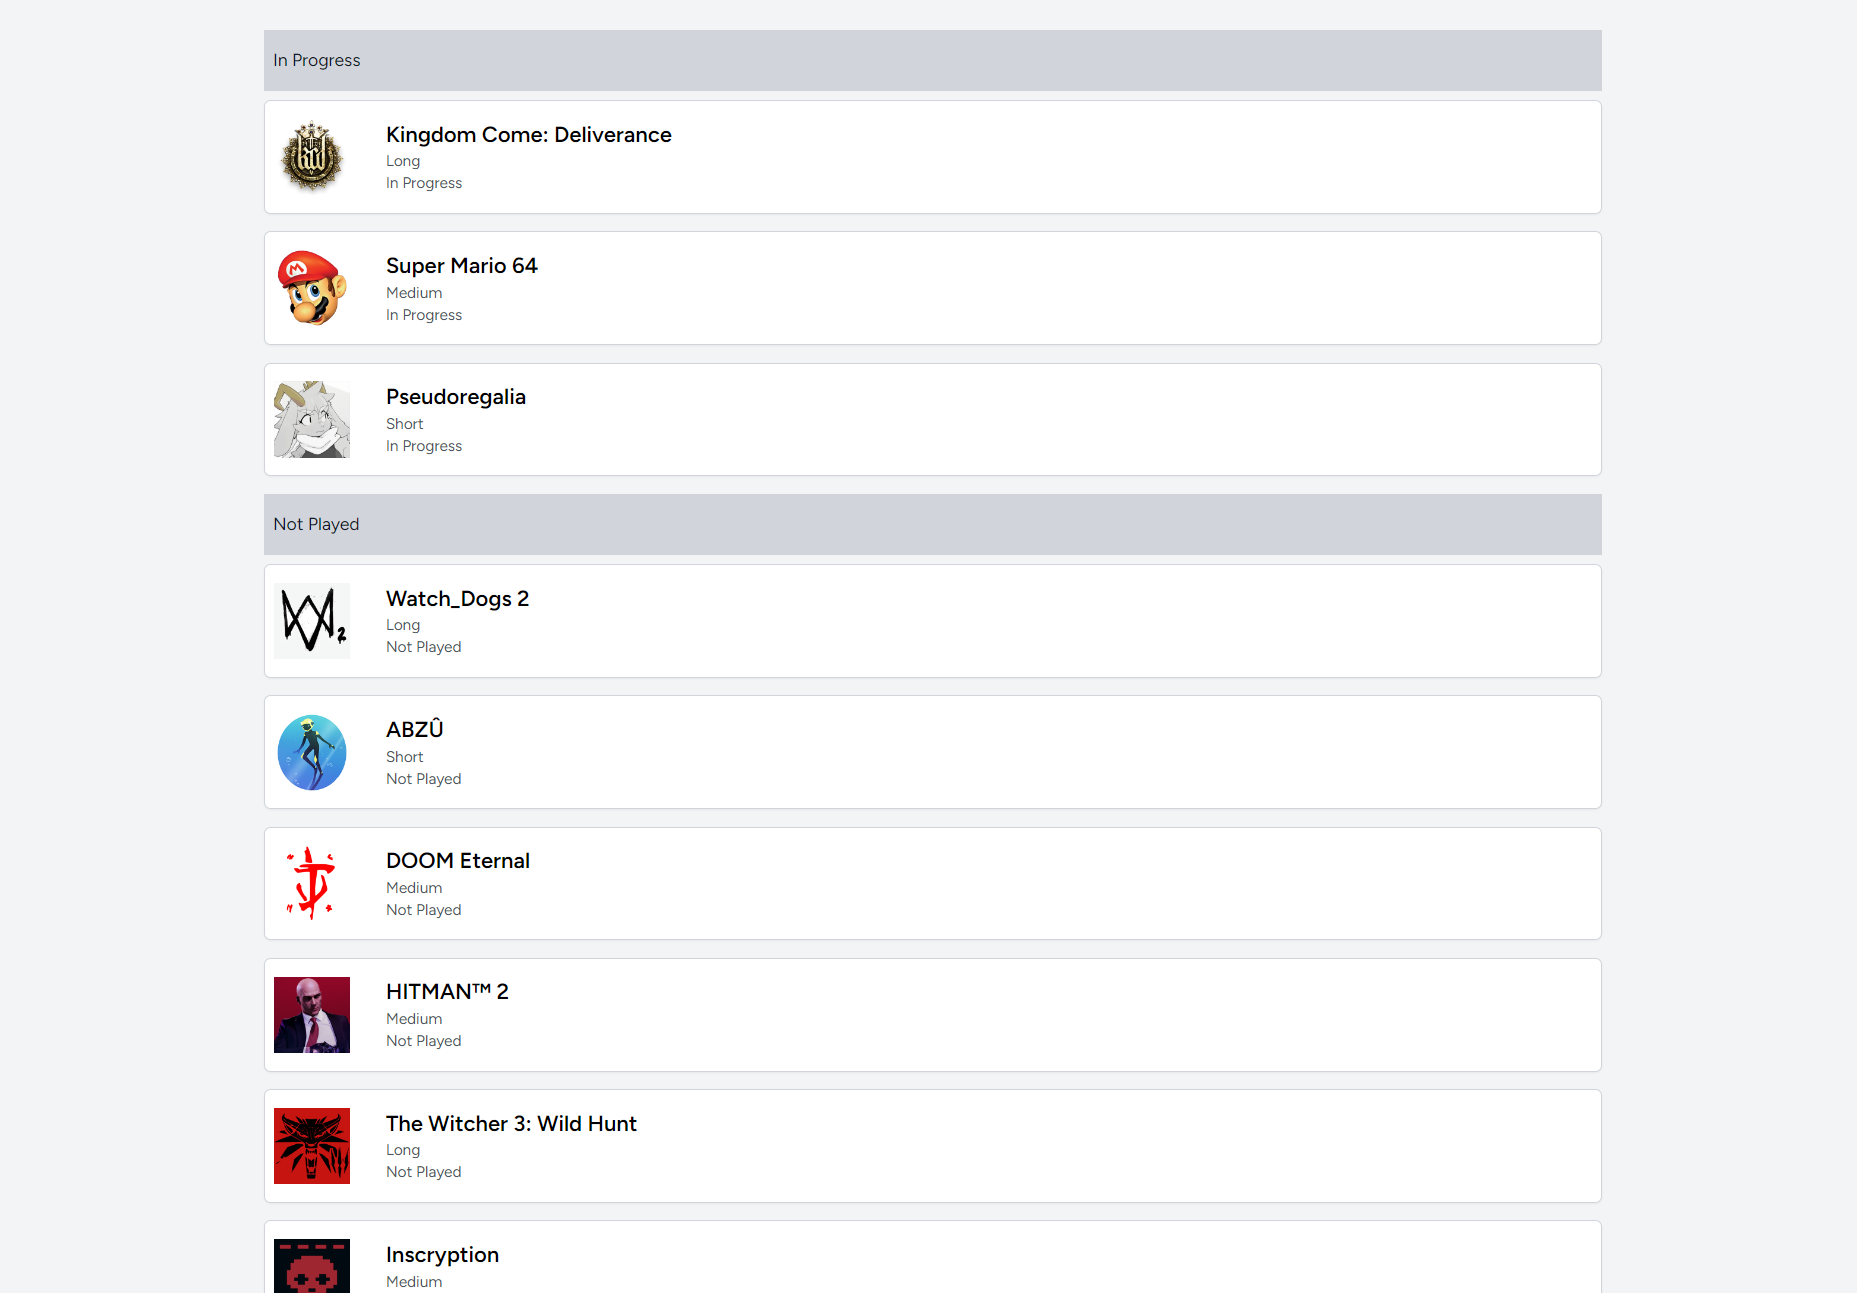 In Progress
Kingdom Come: Deliverance
Long
In Progress
Super Mario 64
Medium
In Progress
Pseudoregalia
Short
In Progress
Not Played
Watch_Dogs 2
Long
Not Played
ABZÛ
Short
Not Played
DOOM Eternal
Medium
Not Played
HITMAN™ 2
Medium
Not Played
The Witcher 3: Wild Hunt
Long
Not Played
Inscryption
Medium